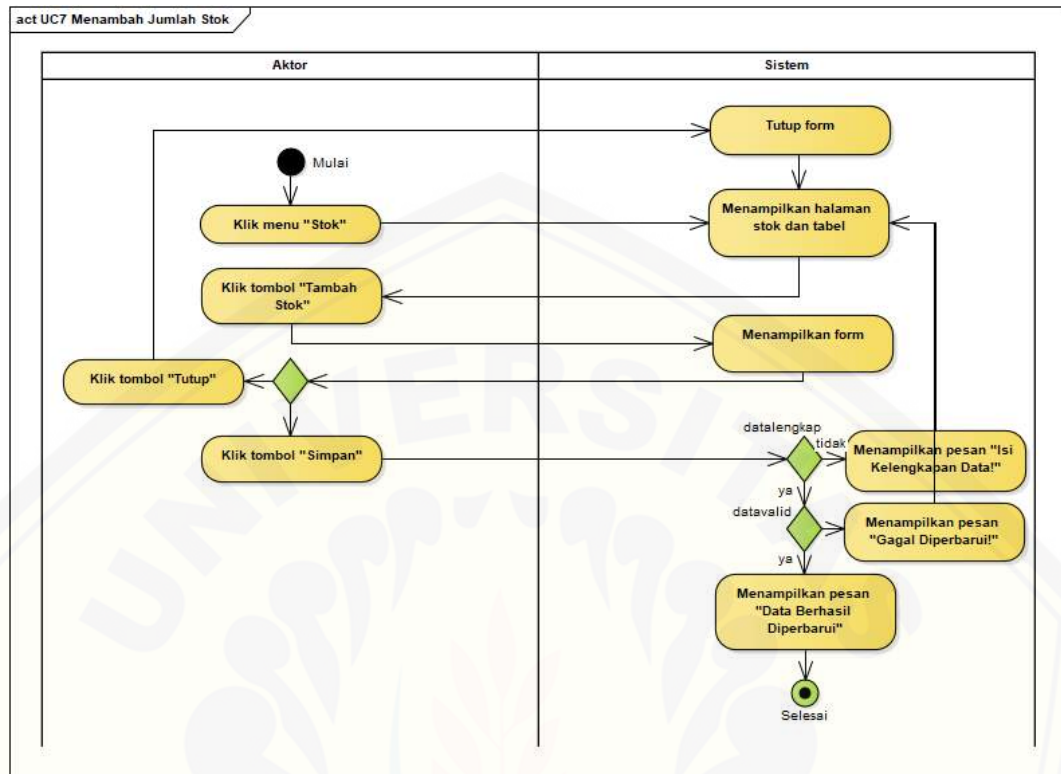 act UC7 Menambah Jumlah Stok
Aktor
Sistem
Tutup form
Mulai
Klik menu "Stok"
Menampilkan halaman
stok dan tabel
Klik tombol "Tambah
Stok"
Menampilkan form
Klik tombol "Tutup"
Klik tombol "Simpan"
datalengkap
tidak
Menampilkan pesan "Isi
Kelengkapan Data!"
ya
datavalid
Menampilkan pesan
"Gagal Diperbarui!"
ya
Menampilkan pesan
"Data Berhasil
Diperbarui"
Selesai
UNIVERSITAS